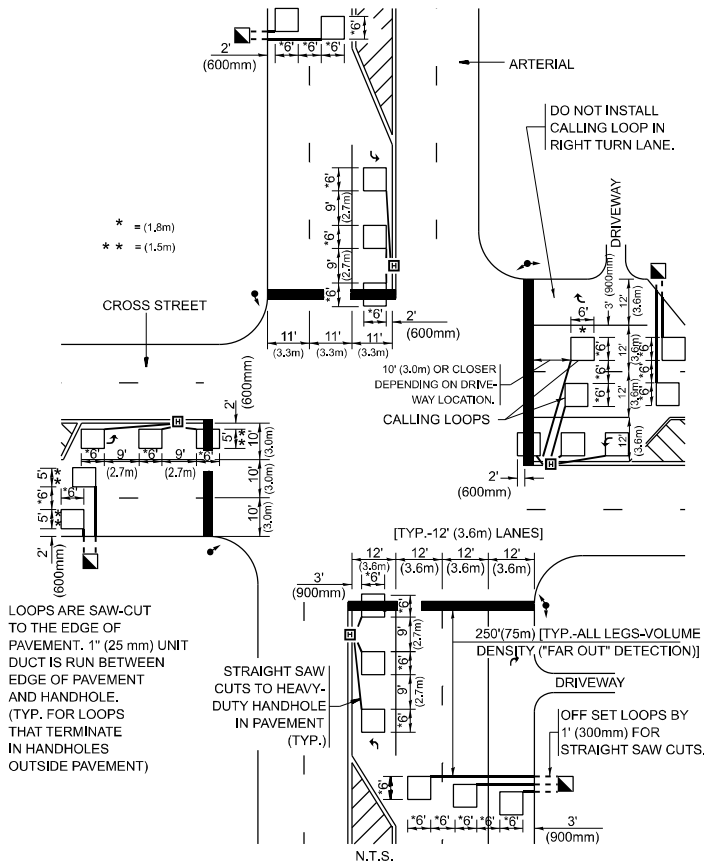 *6' *6' *6'
*6'
2'
(600mm)
ARTERIAL
DO NOT INSTALL
CALLING LOOP IN
RIGHT TURN LANE.
* = (1.8m)
** = (1.5m)
*6'
9'
(2.7m)
*6'
9'
(2.7m)
*6'
*6'
2'
(600mm)
11' 11' 11'
(3.3m) (3.3m) (3.3m)
CROSS STREET
DRIVEWAY
3' (900mm)
12'
(3.6m)
6'
*
*6'
*6'
*6'
12'
(3.6m)
12'
(3.6m)
12'
(3.6m)
*6'
*6'
*6'
10' (3.0m) OR CLOSER
DEPENDING ON DRIVE-
WAY LOCATION.
CALLING LOOPS
2'
(600mm)
H
H
H
H
2'
(600mm)
*6' 9' *6' 9' *6'
(2.7m) (2.7m)
5'
**
10'
(3.0m)
10'
(3.0m)
10'
(3.0m)
5'
**
*6'
5'
**
*6'
2'
(600mm)
[TYP.-12' (3.6m) LANES]
12' 12' 12' 12'
(3.6m) (3.6m) (3.6m) (3.6m)
*6'
3'
(900mm)
*6'
9'
(2.7m)
*6'
9'
(2.7m)
*6'
250'(75m) [TYP.-ALL LEGS-VOLUME
DENSITY ("FAR OUT" DETECTION)]
DRIVEWAY
LOOPS ARE SAW-CUT
TO THE EDGE OF
PAVEMENT. 1" (25 mm) UNIT
DUCT IS RUN BETWEEN
EDGE OF PAVEMENT
AND HANDHOLE.
(TYP. FOR LOOPS
THAT TERMINATE
IN HANDHOLES
OUTSIDE PAVEMENT)
STRAIGHT SAW
CUTS TO HEAVY-
DUTY HANDHOLE
IN PAVEMENT
(TYP.)
OFF SET LOOPS BY
1' (300mm) FOR
STRAIGHT SAW CUTS.
*6'
*6' *6' *6' *6' *6'
3'
(900mm)
N.T.S.